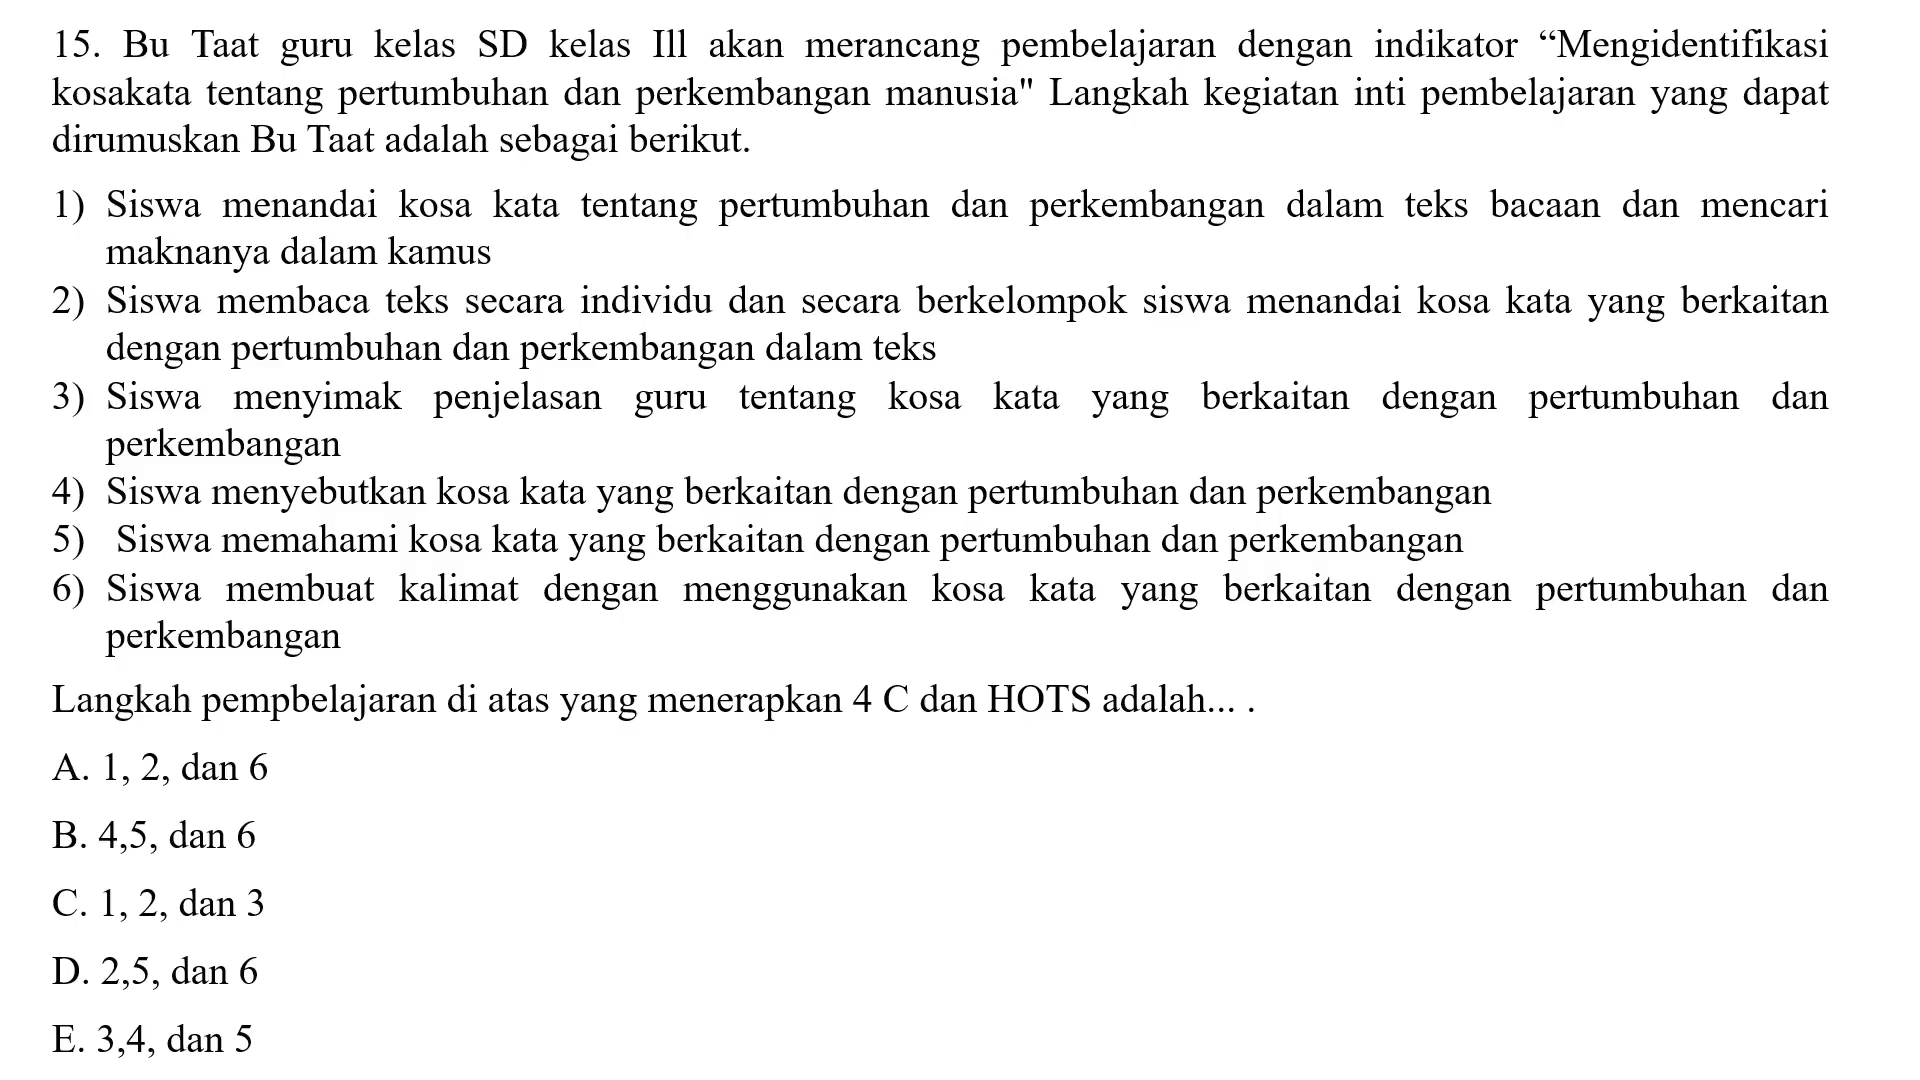 15. Bu Taat guru kelas SD kelas Ill akan merancang pembelajaran dengan indikator “Mengidentifikasi
kosakata tentang pertumbuhan dan perkembangan manusia" Langkah kegiatan inti pembelajaran yang dapat
dirumuskan Bu Taat adalah sebagai berikut.
1) Siswa menandai kosa kata tentang pertumbuhan dan perkembangan dalam teks bacaan dan mencari
maknanya dalam kamus
2) Siswa membaca teks secara individu dan secara berkelompok siswa menandai kosa kata yang berkaitan
dengan pertumbuhan dan perkembangan dalam teks
3) Siswa menyimak penjelasan guru tentang kosa kata yang berkaitan dengan pertumbuhan dan
perkembangan
4) Siswa menyebutkan kosa kata yang berkaitan dengan pertumbuhan dan perkembangan
5) Siswa memahami kosa kata yang berkaitan dengan pertumbuhan dan perkembangan
6) Siswa membuat kalimat dengan menggunakan kosa kata yang berkaitan dengan pertumbuhan dan
perkembangan
Langkah pempbelajaran di atas yang menerapkan 4 C dan HOTS adalah... .
A. 1, 2, dan 6
B. 4,5, dan 6
C. 1, 2, dan 3
D. 2,5, dan 6
E. 3,4, dan 5